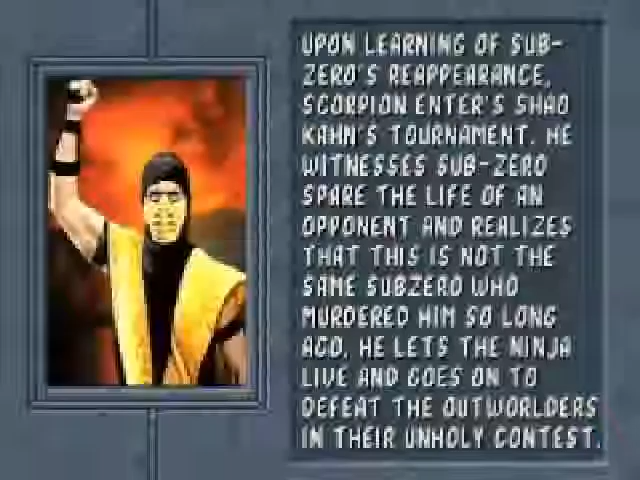 UPON LEARNING OF SUB-
ZERO'S REAPPEARANCE,
SCORPION ENTER'S SHAO
KAHN'S TOURNAMENT. HE
WITNESSES SUB-ZERO
SPARE THE LIFE OF AN
OPPONENT AND REALIZES
THAT THIS IS NOT THE
SAME SUBZERO WHO
MURDERED HIM SO LONG
AGO. HE LETS THE NINJA
LIVE AND GOES ON TO
DEFEAT THE OUTWORLDERS
IN THEIR UNHOLY CONTEST.